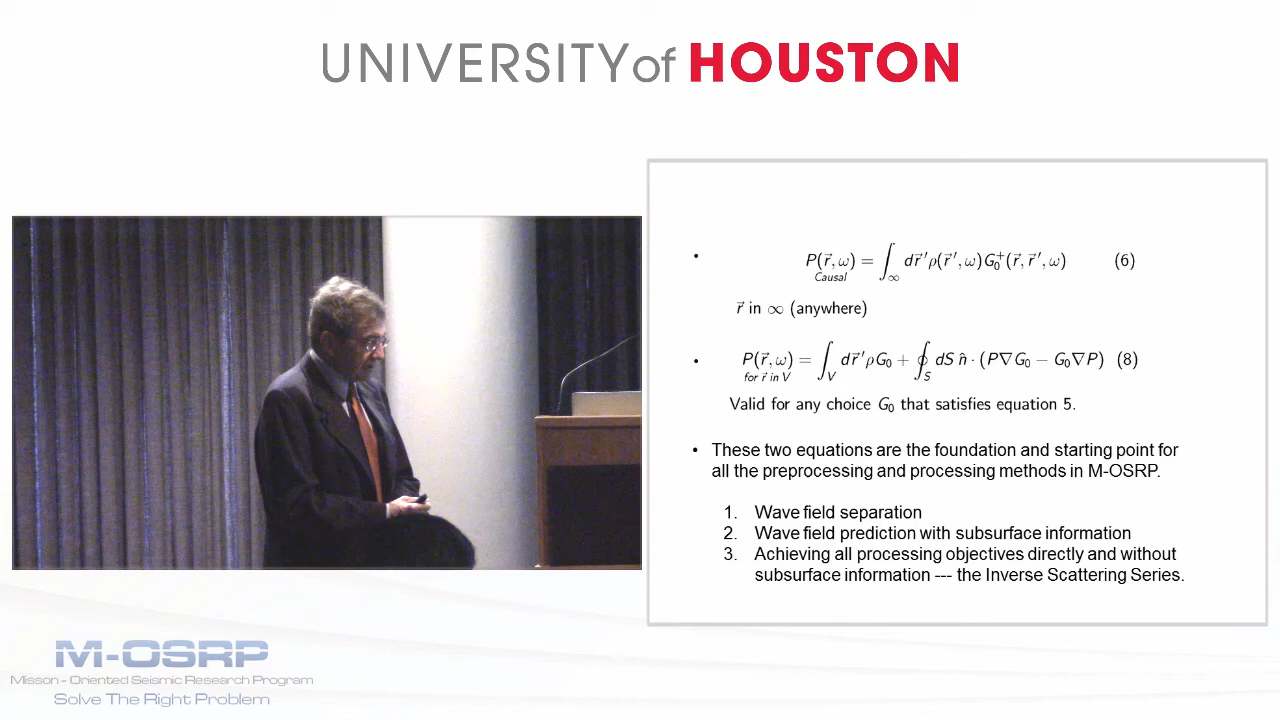 UNIVERSITY of HOUSTON
• P(r⃗, ω) = ∫_∞ dr⃗ ′ρ(r⃗ ′, ω)G₀⁺(r⃗, r⃗ ′, ω) (6)
Causal
r⃗ in ∞ (anywhere)
• P(r⃗, ω) = ∫_V dr⃗ ′ρG₀ + ∮_S dS n̂ · (P∇G₀ − G₀∇P) (8)
for r⃗ in V
Valid for any choice G₀ that satisfies equation 5.
• These two equations are the foundation and starting point for
all the preprocessing and processing methods in M-OSRP.
1. Wave field separation
2. Wave field prediction with subsurface information
3. Achieving all processing objectives directly and without
subsurface information --- the Inverse Scattering Series.
M-OSRP
Misson - Oriented Seismic Research Program
Solve The Right Problem